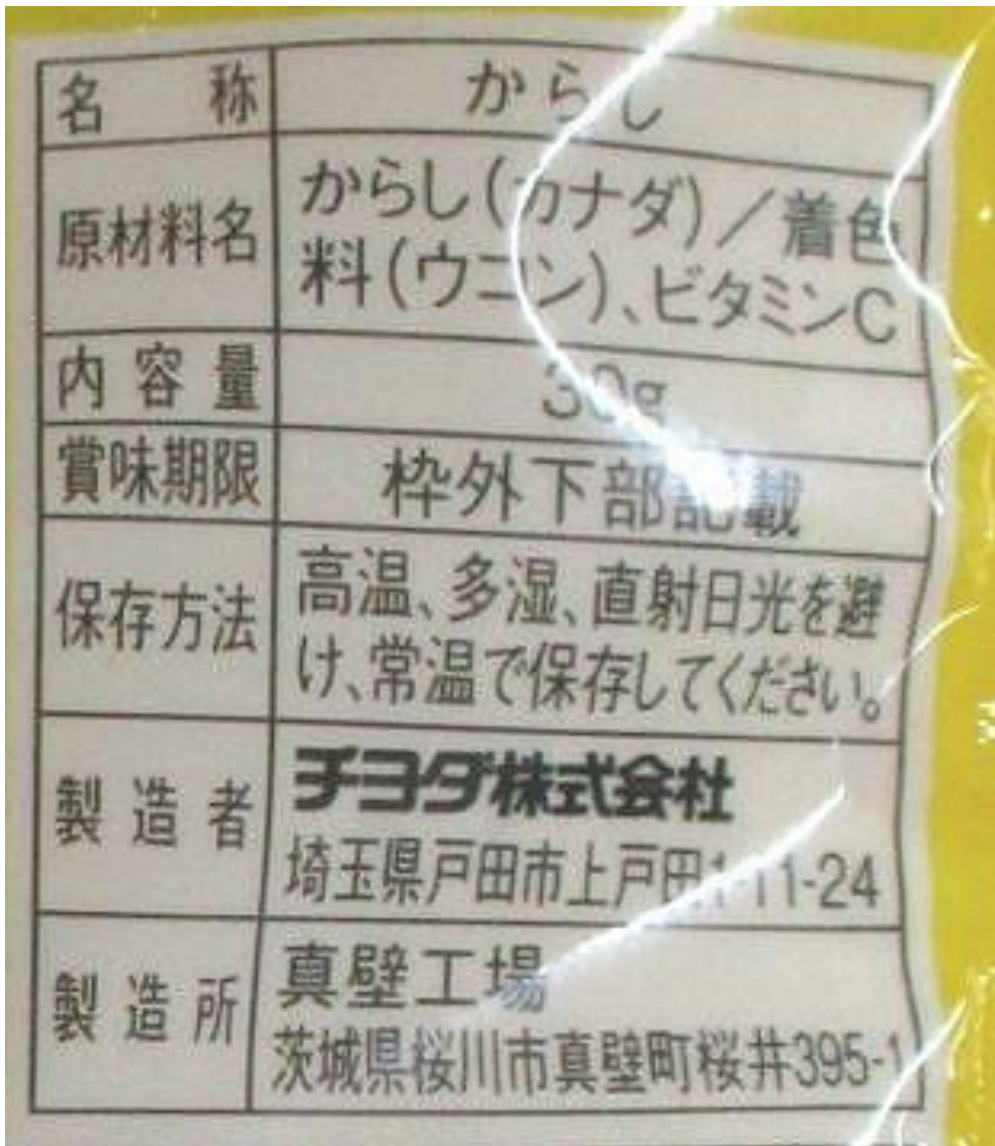 名称 からし
原材料名 からし(カナダ)/着色
料(ウコン)、ビタミンC
内容量 30g
賞味期限 枠外下部記載
保存方法 高温、多湿、直射日光を避
け、常温で保存してください。
製造者 チヨダ株式会社
埼玉県戸田市上戸田1-11-24
製造所 真壁工場
茨城県桜川市真壁町桜井395-1